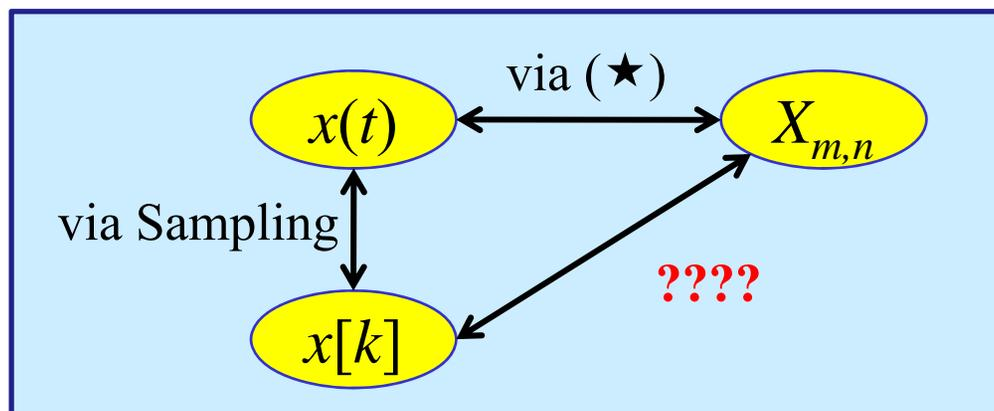 via (★)
x(t)
X_{m,n}
via Sampling
????
x[k]